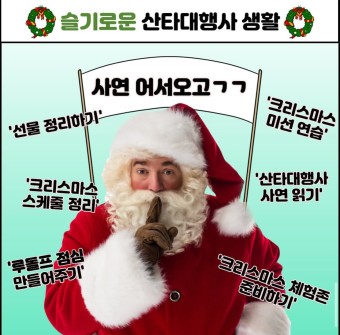 슬기로운 산타대행사 생활
사연 어서오고ㄱㄱ
'선물 정리하기'
'크리스마스
미션 연습'
'크리스마스
스케줄 정리'
'산타대행사
사연 읽기'
'루돌프 점심
만들어주기'
'크리스마스 체험존
준비하기'